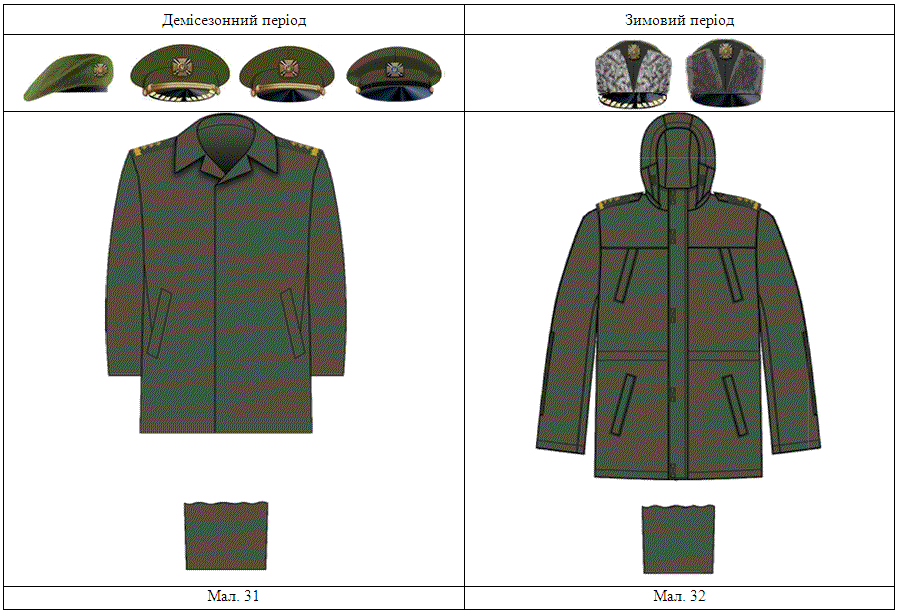 Демісезонний період
Зимовий період
Мал. 31
Мал. 32